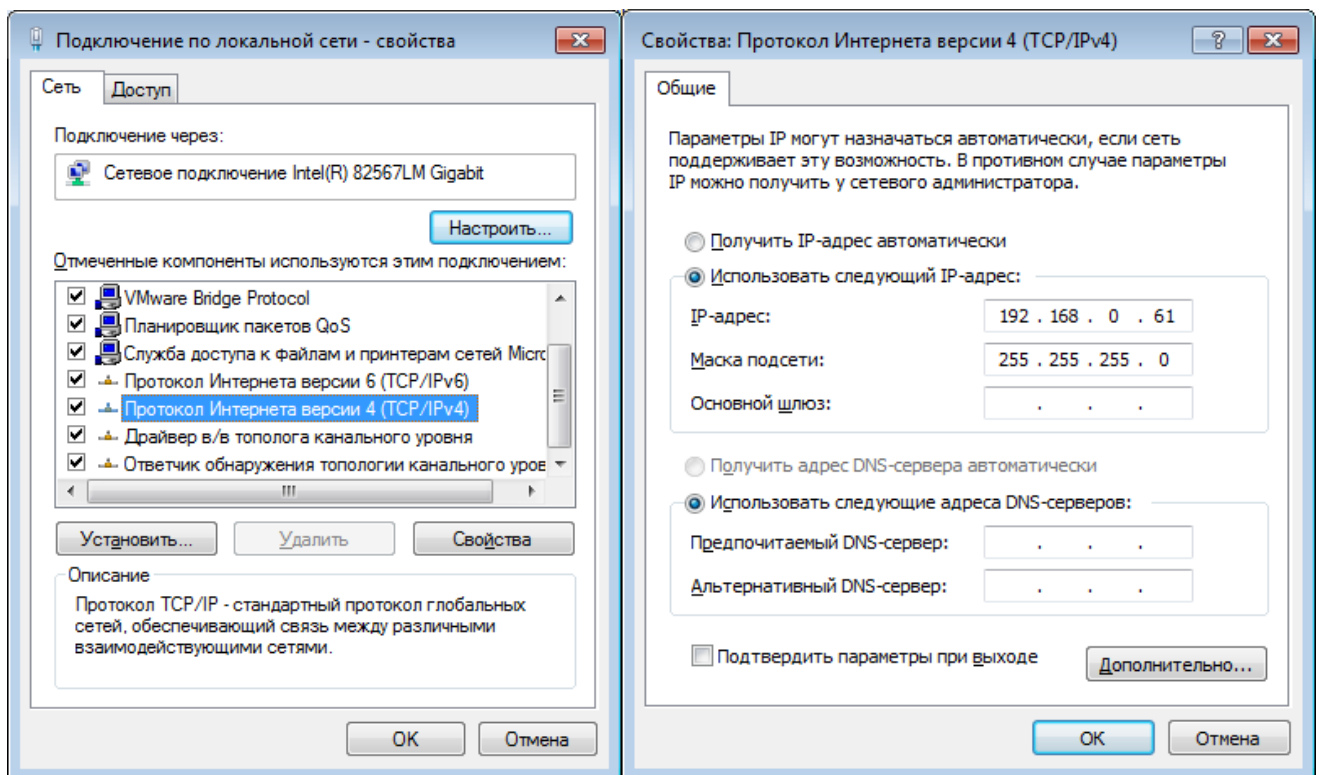 Подключение по локальной сети - свойства
Сеть
Доступ
Подключение через:
Сетевое подключение Intel(R) 82567LM Gigabit
Настроить...
Отмеченные компоненты используются этим подключением:
VMware Bridge Protocol
Планировщик пакетов QoS
Служба доступа к файлам и принтерам сетей Micro
Протокол Интернета версии 6 (TCP/IPv6)
Протокол Интернета версии 4 (TCP/IPv4)
Драйвер в/в тополога канального уровня
Ответчик обнаружения топологии канального уров
Установить...
Удалить
Свойства
Описание
Протокол TCP/IP - стандартный протокол глобальных
сетей, обеспечивающий связь между различными
взаимодействующими сетями.
OK
Отмена
Свойства: Протокол Интернета версии 4 (TCP/IPv4)
Общие
Параметры IP могут назначаться автоматически, если сеть
поддерживает эту возможность. В противном случае параметры
IP можно получить у сетевого администратора.
Получить IP-адрес автоматически
Использовать следующий IP-адрес:
IP-адрес:
192 . 168 . 0 . 61
Маска подсети:
255 . 255 . 255 . 0
Основной шлюз:
. . .
Получить адрес DNS-сервера автоматически
Использовать следующие адреса DNS-серверов:
Предпочитаемый DNS-сервер:
. . .
Альтернативный DNS-сервер:
. . .
Подтвердить параметры при выходе
Дополнительно...
OK
Отмена